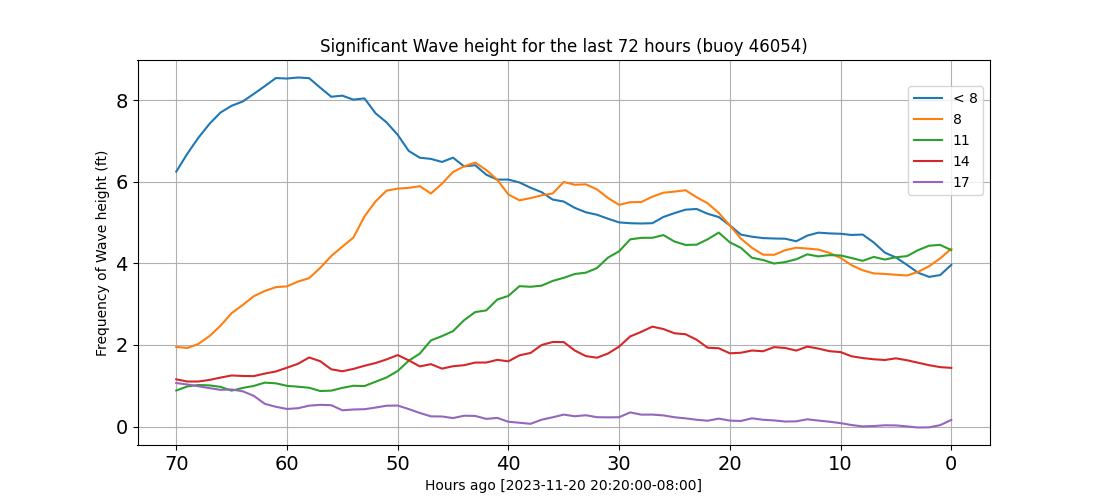 Significant Wave height for the last 72 hours (buoy 46054)
Frequency of Wave height (ft)
8
6
4
2
0
< 8
8
11
14
17
70 60 50 40 30 20 10 0
Hours ago [2023-11-20 20:20:00-08:00]